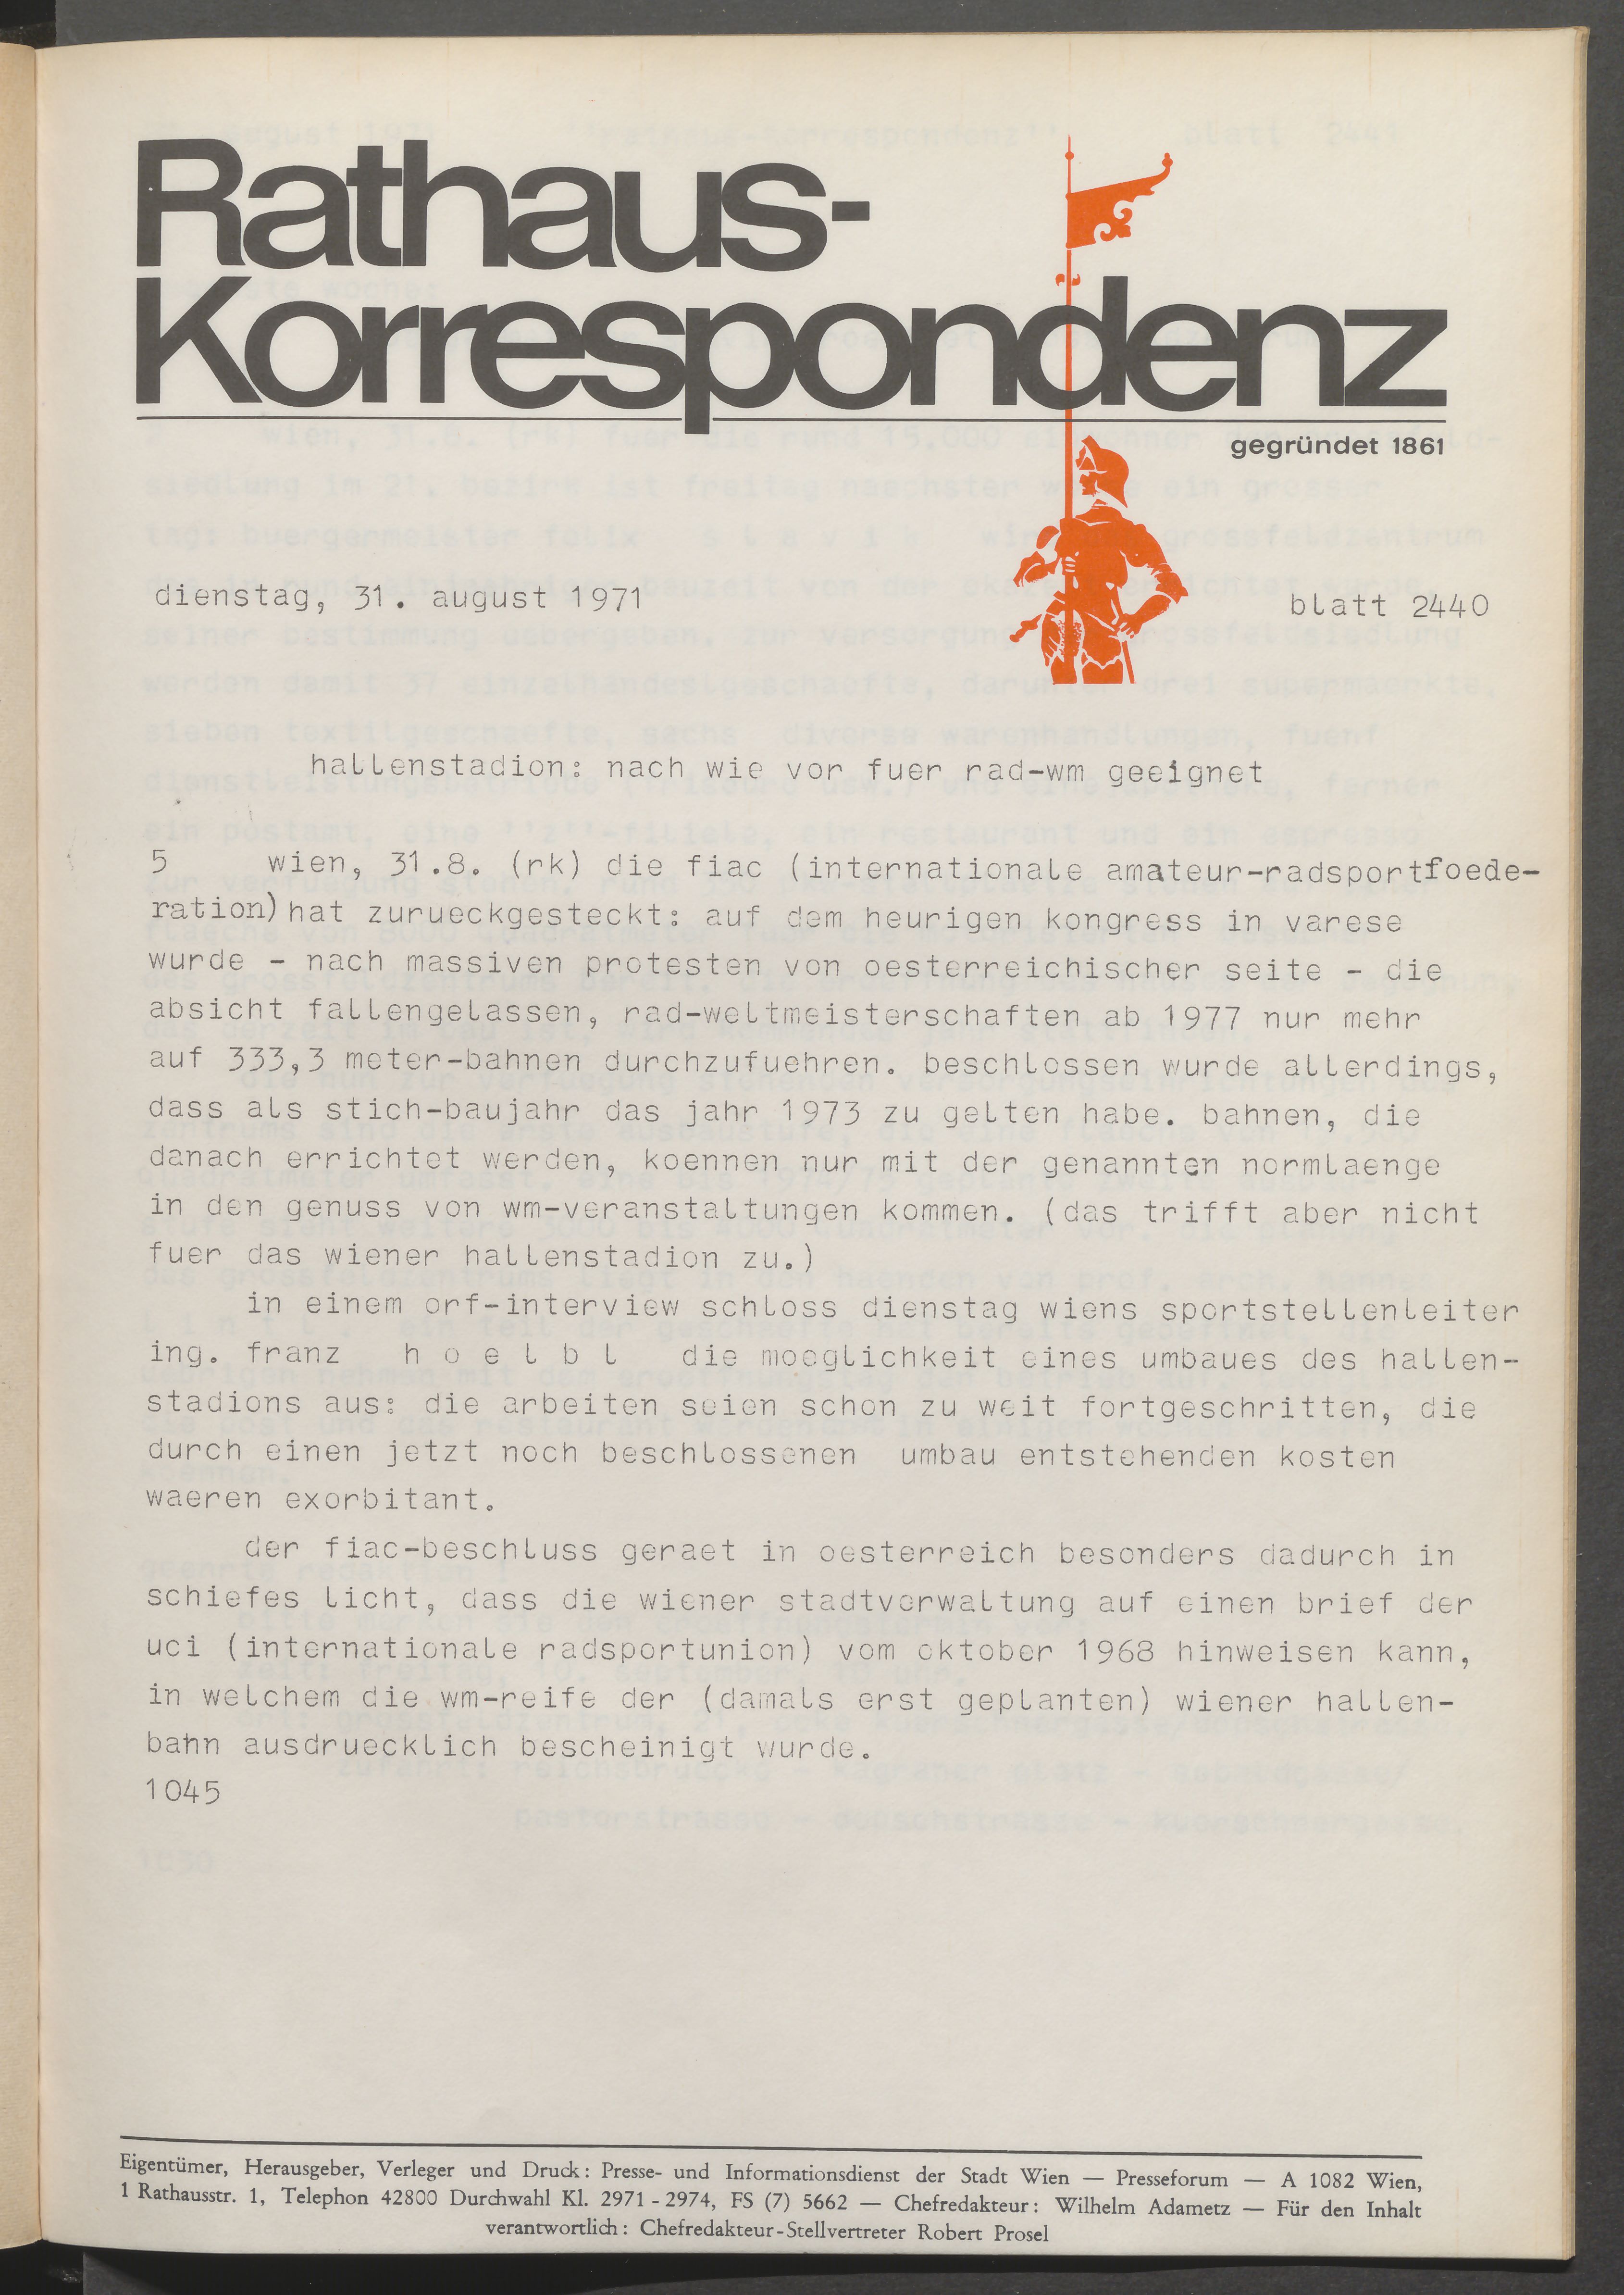 Rathaus-
Korrespondenz
gegründet 1861
dienstag, 31. august 1971 blatt 2440
hallenstadion: nach wie vor fuer rad-wm geeignet
5 wien, 31.8. (rk) die fiac (internationale amateur-radsportfoede-
ration) hat zurueckgesteckt: auf dem heurigen kongress in varese
wurde - nach massiven protesten von oesterreichischer seite - die
absicht fallengelassen, rad-weltmeisterschaften ab 1977 nur mehr
auf 333,3 meter-bahnen durchzufuehren. beschlossen wurde allerdings,
dass als stich-baujahr das jahr 1973 zu gelten habe. bahnen, die
danach errichtet werden, koennen nur mit der genannten normlaenge
in den genuss von wm-veranstaltungen kommen. (das trifft aber nicht
fuer das wiener hallenstadion zu.)
in einem orf-interview schloss dienstag wiens sportstellenleiter
ing. franz h o e l b l die moeglichkeit eines umbaues des hallen-
stadions aus: die arbeiten seien schon zu weit fortgeschritten, die
durch einen jetzt noch beschlossenen umbau entstehenden kosten
waeren exorbitant.
der fiac-beschluss geraet in oesterreich besonders dadurch in
schiefes licht, dass die wiener stadtverwaltung auf einen brief der
uci (internationale radsportunion) vom oktober 1968 hinweisen kann,
in welchem die wm-reife der (damals erst geplanten) wiener hallen-
bahn ausdruecklich bescheinigt wurde.
1045
Eigentümer, Herausgeber, Verleger und Druck: Presse- und Informationsdienst der Stadt Wien — Presseforum — A 1082 Wien,
1 Rathausstr. 1, Telephon 42800 Durchwahl Kl. 2971 - 2974, FS (7) 5662 — Chefredakteur: Wilhelm Adametz — Für den Inhalt
verantwortlich: Chefredakteur-Stellvertreter Robert Prosel